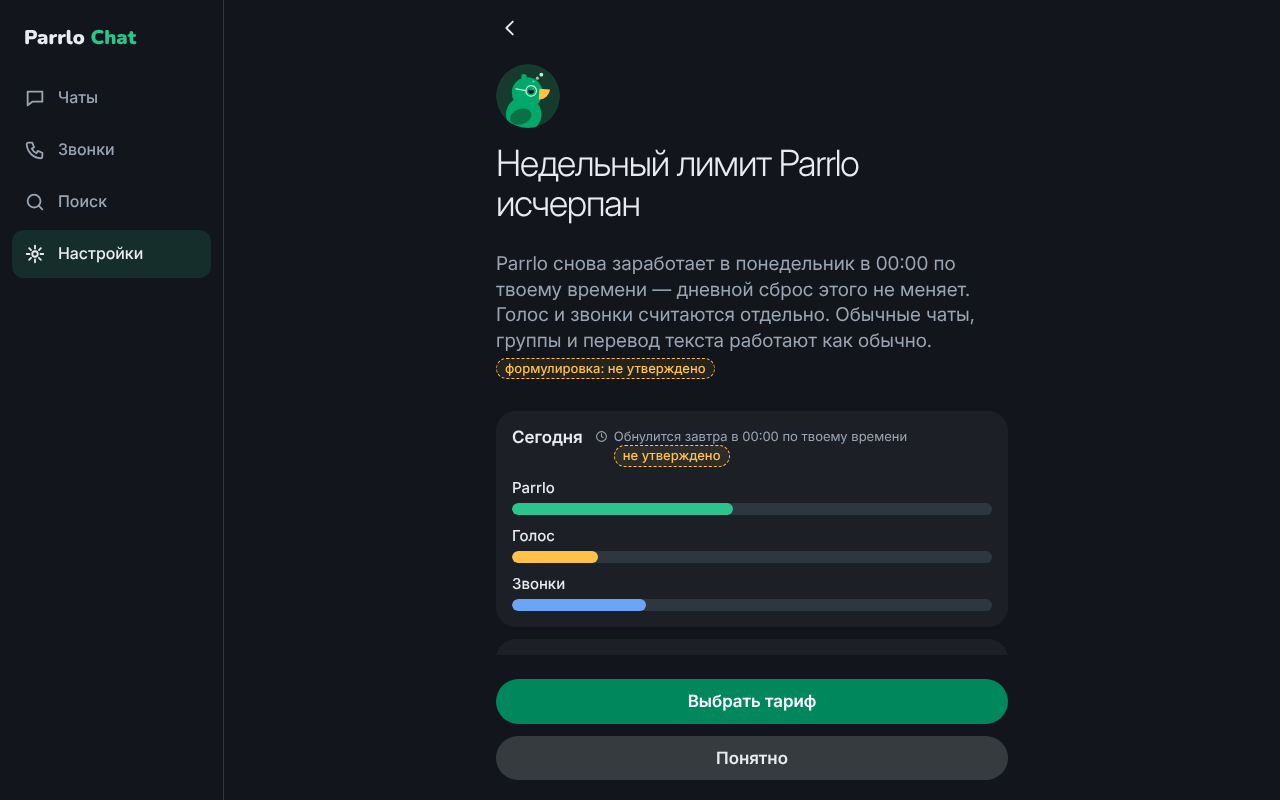 Parrlo Chat
Чаты
Звонки
Поиск
Настройки
Недельный лимит Parrlo
исчерпан
Parrlo снова заработает в понедельник в 00:00 по
твоему времени — дневной сброс этого не меняет.
Голос и звонки считаются отдельно. Обычные чаты,
группы и перевод текста работают как обычно.
формулировка: не утверждено
Сегодня Обнулится завтра в 00:00 по твоему времени
не утверждено
Parrlo
Голос
Звонки
Выбрать тариф
Понятно